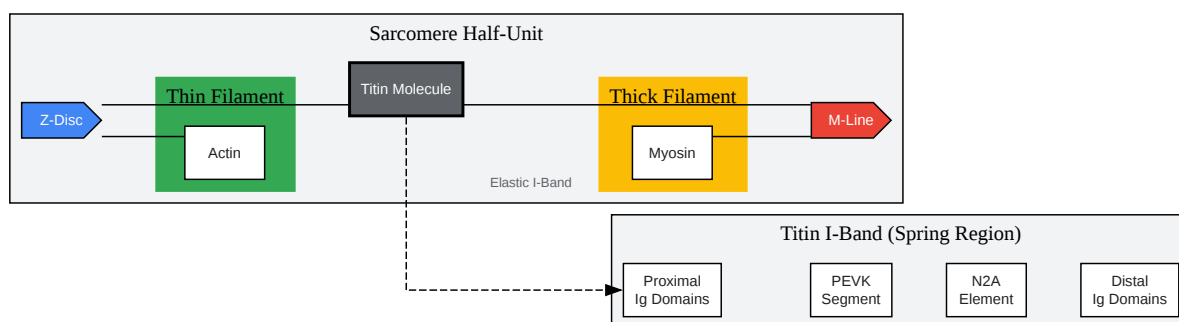 Sarcomere Half-Unit
Thin Filament
Titin Molecule
Thick Filament
Z-Disc
M-Line
Actin
Myosin
Elastic I-Band
Titin I-Band (Spring Region)
Proximal
Ig Domains
PEVK
Segment
N2A
Element
Distal
Ig Domains